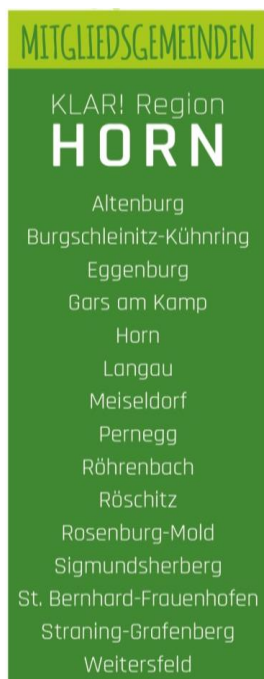 MITGLIEDSGEMEINDEN
KLAR! Region
HORN
Altenburg
Burgschleinitz-Kühnring
Eggenburg
Gars am Kamp
Horn
Langau
Meiseldorf
Pernegg
Röhrenbach
Röschitz
Rosenburg-Mold
Sigmundsherberg
St. Bernhard-Frauenhofen
Straning-Grafenberg
Weitersfeld